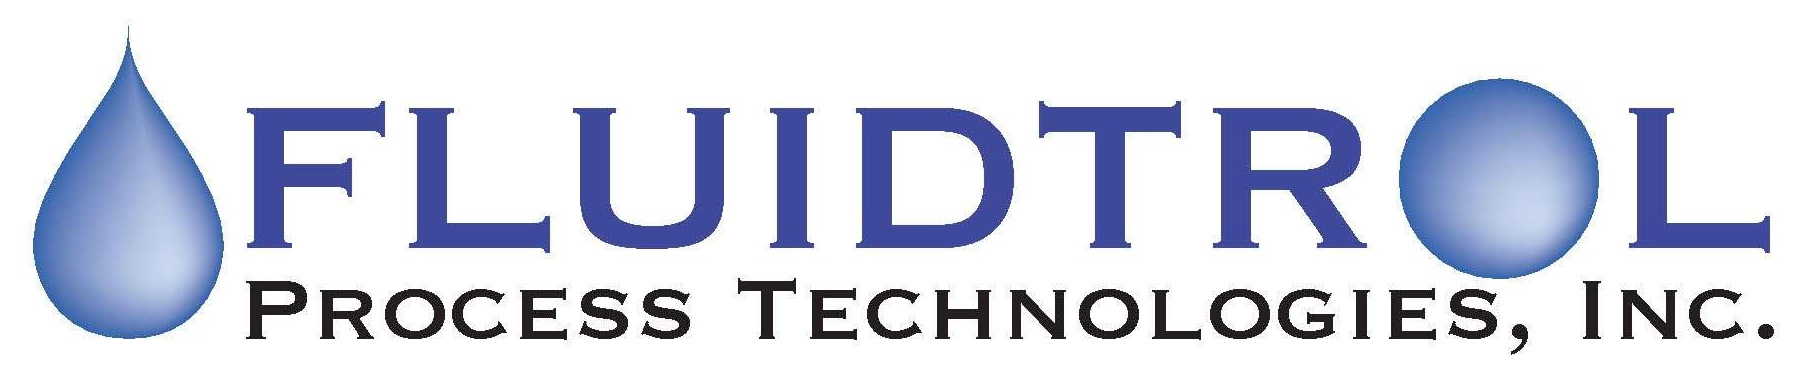 FLUIDTROL
PROCESS TECHNOLOGIES, INC.